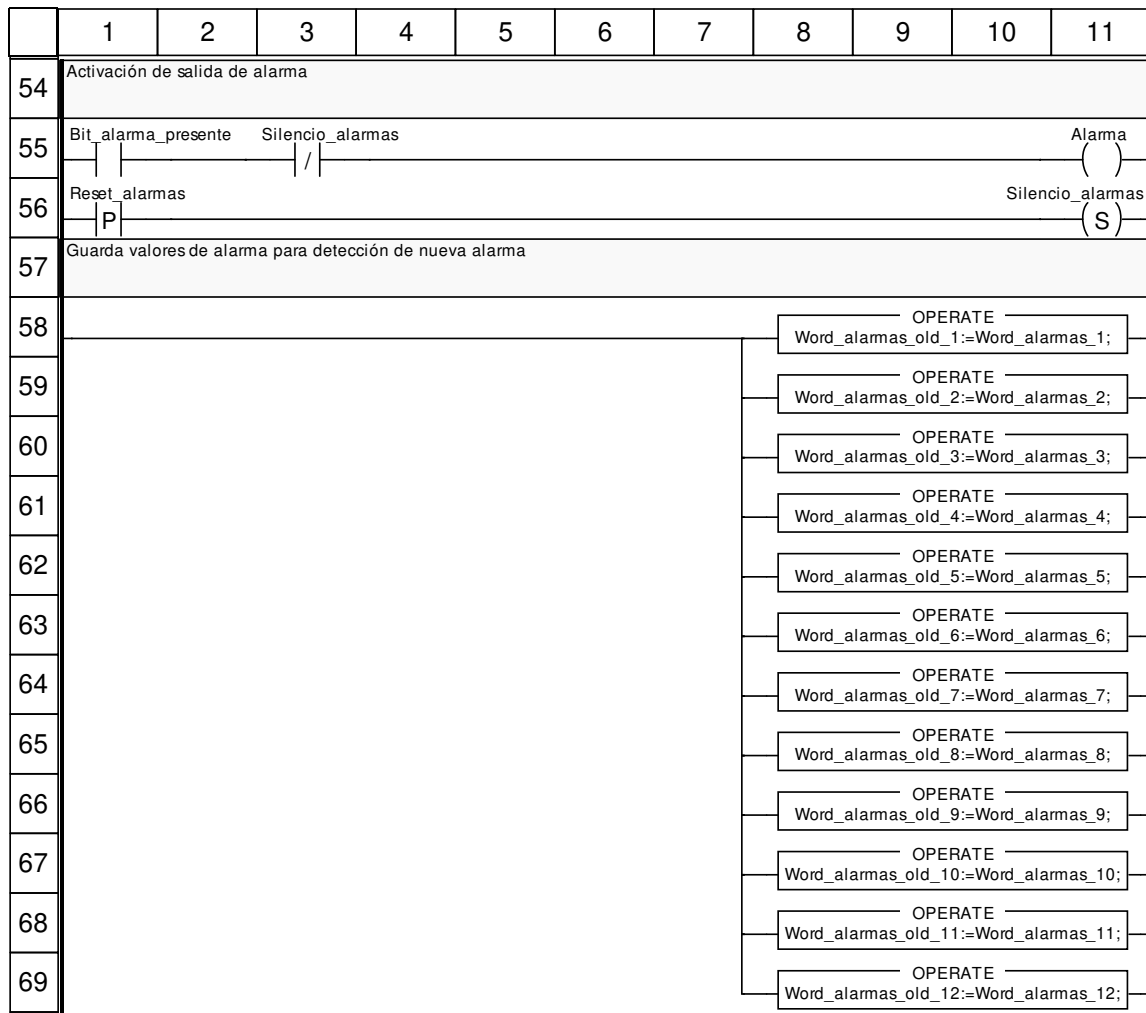 1 2 3 4 5 6 7 8 9 10 11
54 Activación de salida de alarma
Bit_alarma_presente Silencio_alarmas Alarma
55 / ( )
Reset_alarmas Silencio_alarmas
56 P S
57 Guarda valores de alarma para detección de nueva alarma
58 OPERATE
Word_alarmas_old_1:=Word_alarmas_1;
59 OPERATE
Word_alarmas_old_2:=Word_alarmas_2;
60 OPERATE
Word_alarmas_old_3:=Word_alarmas_3;
61 OPERATE
Word_alarmas_old_4:=Word_alarmas_4;
62 OPERATE
Word_alarmas_old_5:=Word_alarmas_5;
63 OPERATE
Word_alarmas_old_6:=Word_alarmas_6;
64 OPERATE
Word_alarmas_old_7:=Word_alarmas_7;
65 OPERATE
Word_alarmas_old_8:=Word_alarmas_8;
66 OPERATE
Word_alarmas_old_9:=Word_alarmas_9;
67 OPERATE
Word_alarmas_old_10:=Word_alarmas_10;
68 OPERATE
Word_alarmas_old_11:=Word_alarmas_11;
69 OPERATE
Word_alarmas_old_12:=Word_alarmas_12;